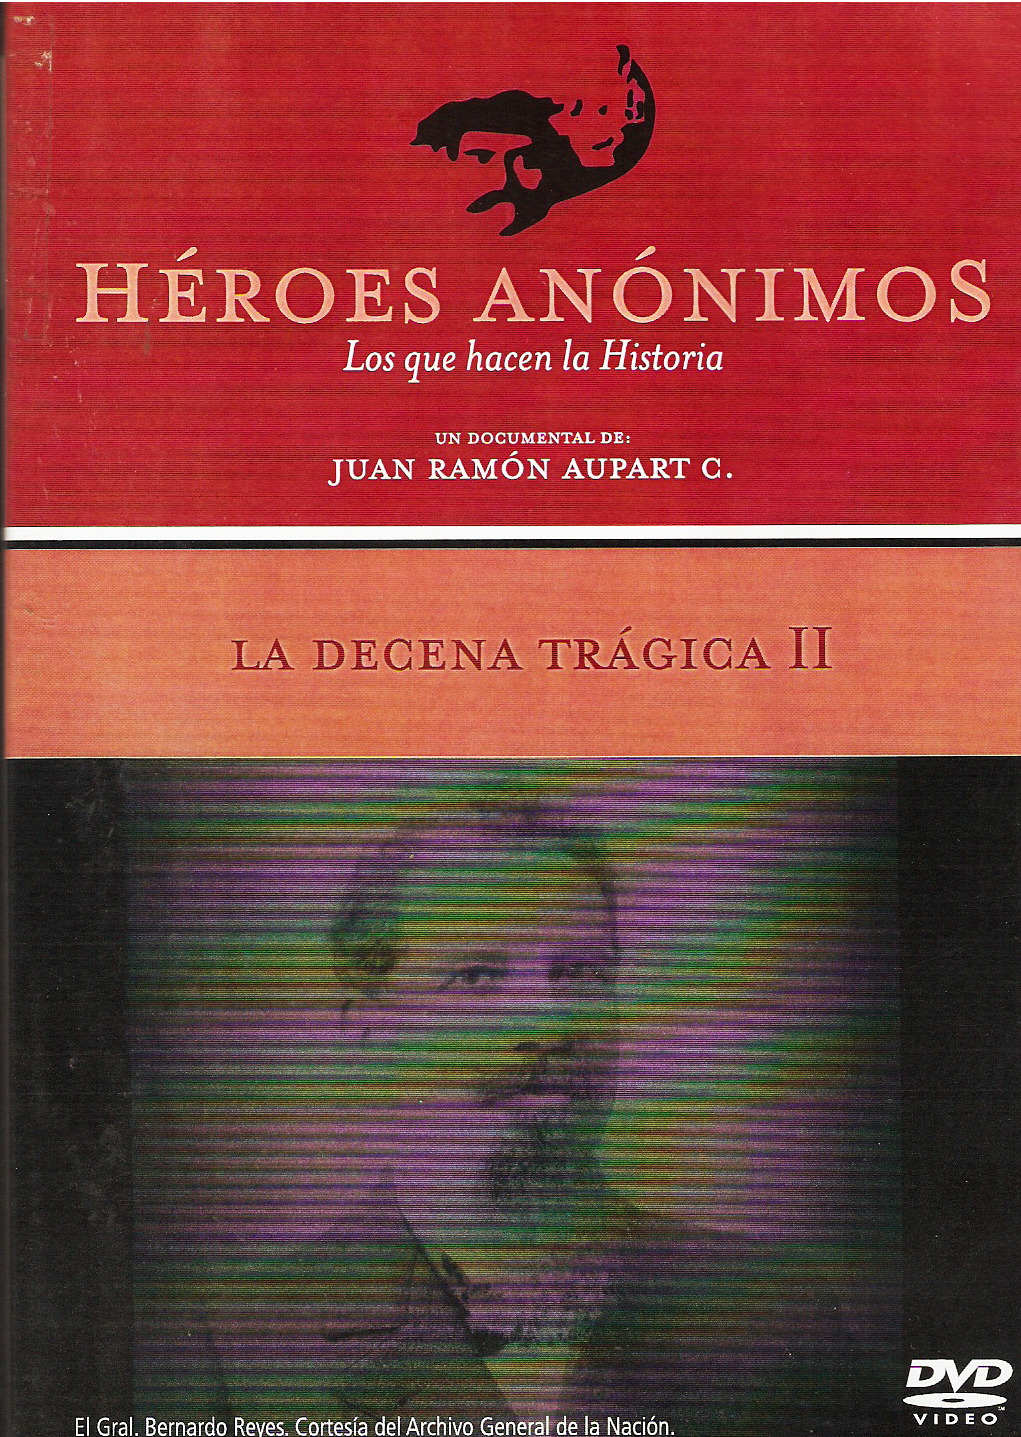 HÉROES ANÓNIMOS
Los que hacen la Historia
UN DOCUMENTAL DE:
JUAN RAMÓN AUPART C.
LA DECENA TRÁGICA II
DVD
VIDEO
El Gral. Bernardo Reyes. Cortesía del Archivo General de la Nación.